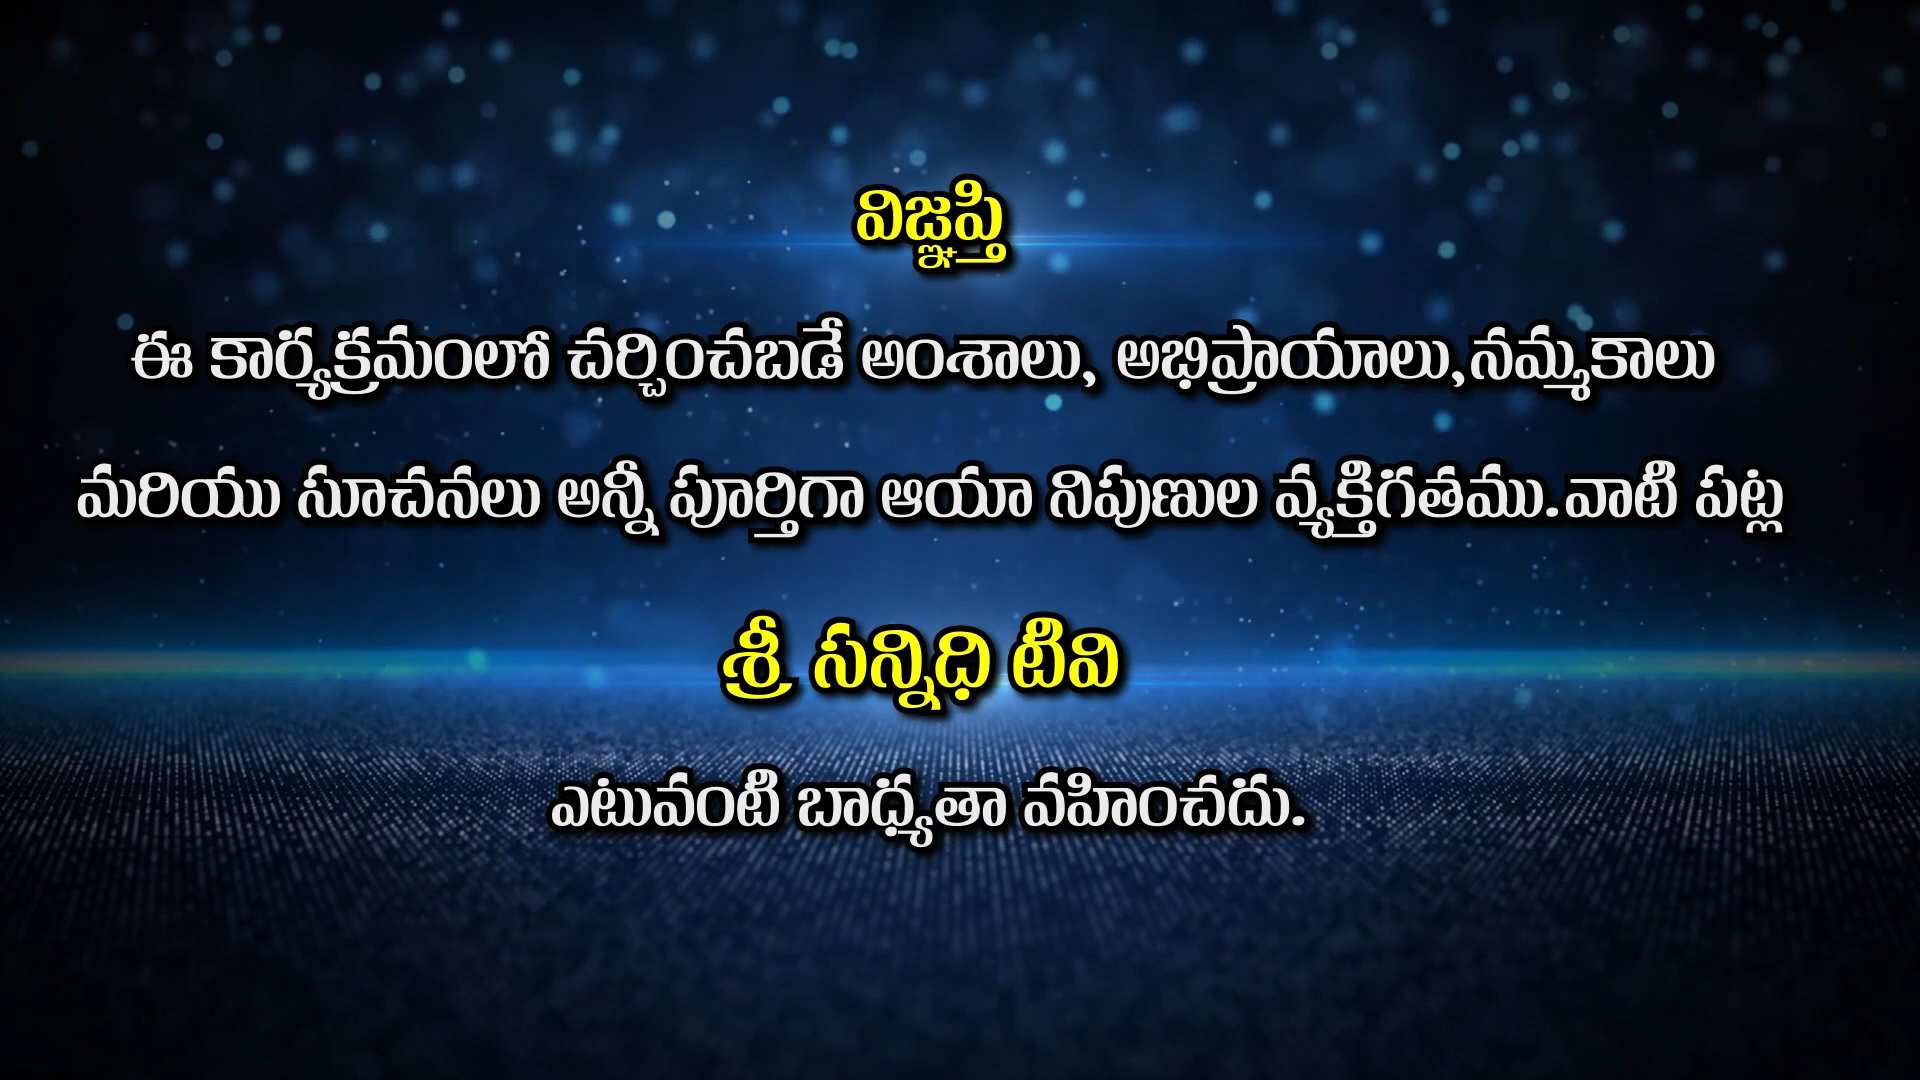 విజ్ఞప్తి
ఈ కార్యక్రమంలో చర్చించబడే అంశాలు, అభిప్రాయాలు,నమ్మకాలు
మరియు సూచనలు అన్నీ పూర్తిగా ఆయా నిపుణుల వ్యక్తిగతము.వాటి పట్ల
శ్రీ సన్నిధి టీవి
ఎటువంటి బాధ్యతా వహించదు.